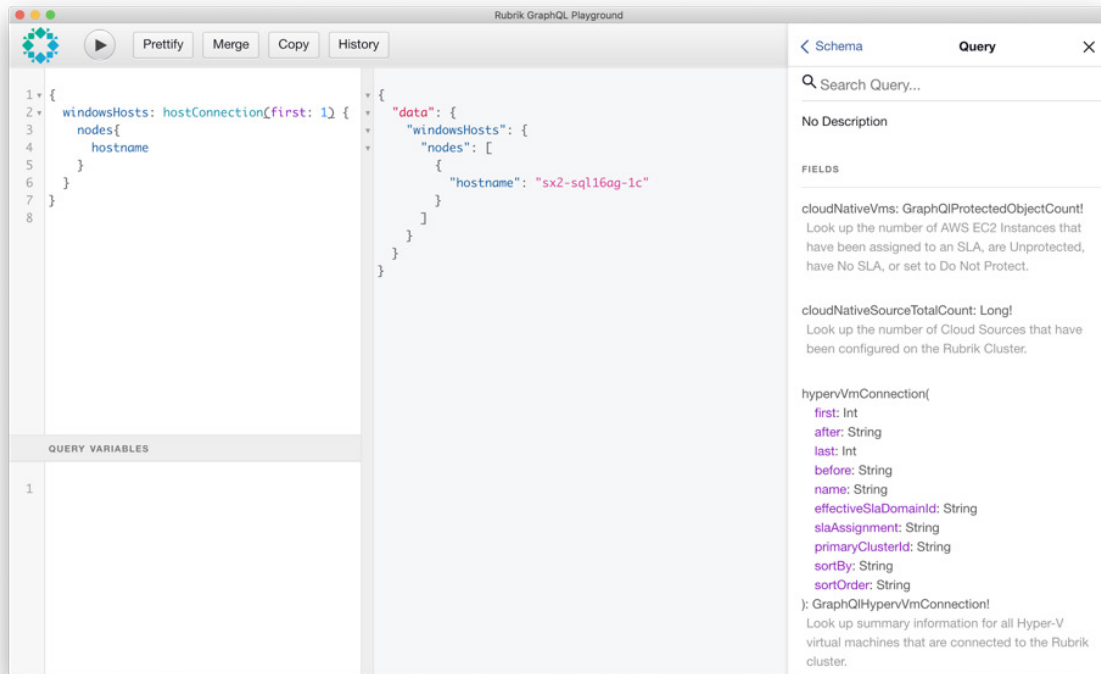 Rubrik GraphQL Playground
Prettify Merge Copy History
1 {
2 windowsHosts: hostConnection(first: 1) {
3 nodes{
4 hostname
5 }
6 }
7 }
8
QUERY VARIABLES
1
{
"data": {
"windowsHosts": {
"nodes": [
{
"hostname": "sx2-sql16ag-1c"
}
]
}
}
}
Schema Query
Search Query...
No Description
FIELDS
cloudNativeVms: GraphQlProtectedObjectCount!
Look up the number of AWS EC2 Instances that
have been assigned to an SLA, are Unprotected,
have No SLA, or set to Do Not Protect.
cloudNativeSourceTotalCount: Long!
Look up the number of Cloud Sources that have
been configured on the Rubrik Cluster.
hypervVmConnection(
first: Int
after: String
last: Int
before: String
name: String
effectiveSlaDomainId: String
slaAssignment: String
primaryClusterId: String
sortBy: String
sortOrder: String
): GraphQlHypervVmConnection!
Look up summary information for all Hyper-V
virtual machines that are connected to the Rubrik
cluster.